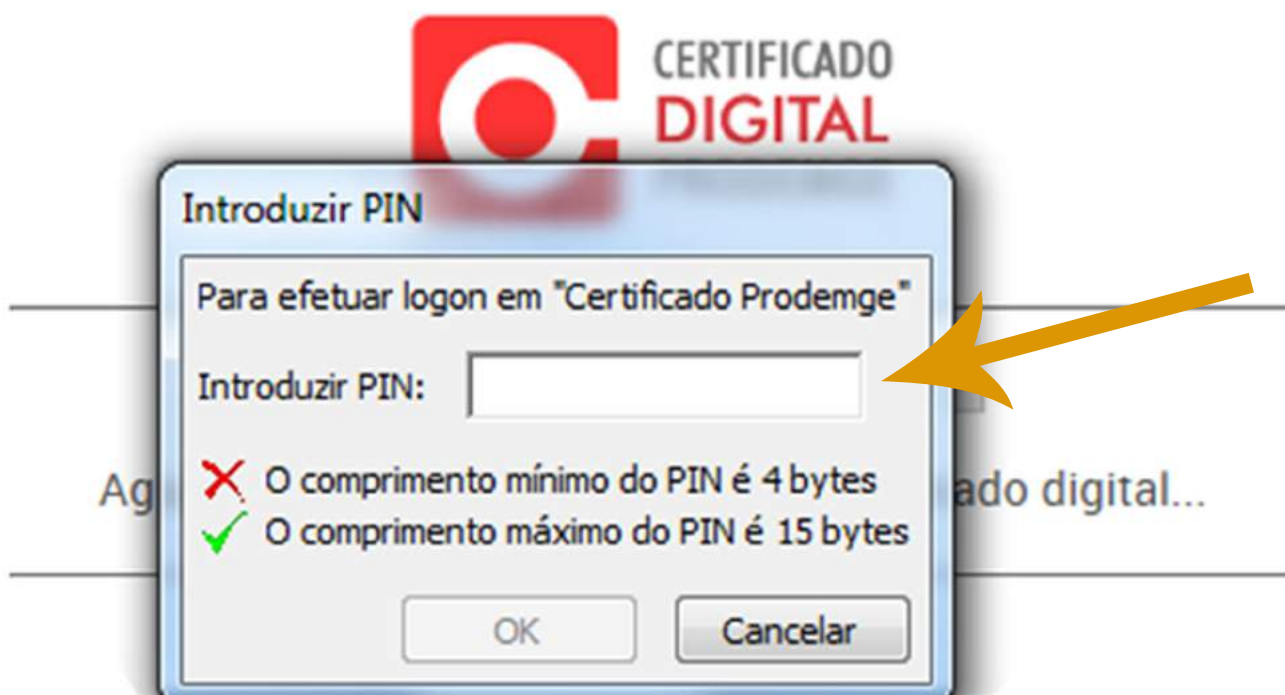 CERTIFICADO
DIGITAL
Introduzir PIN
Para efetuar logon em "Certificado Prodemge"
Introduzir PIN:
O comprimento mínimo do PIN é 4 bytes
Ag ado digital...
O comprimento máximo do PIN é 15 bytes
OK
Cancelar